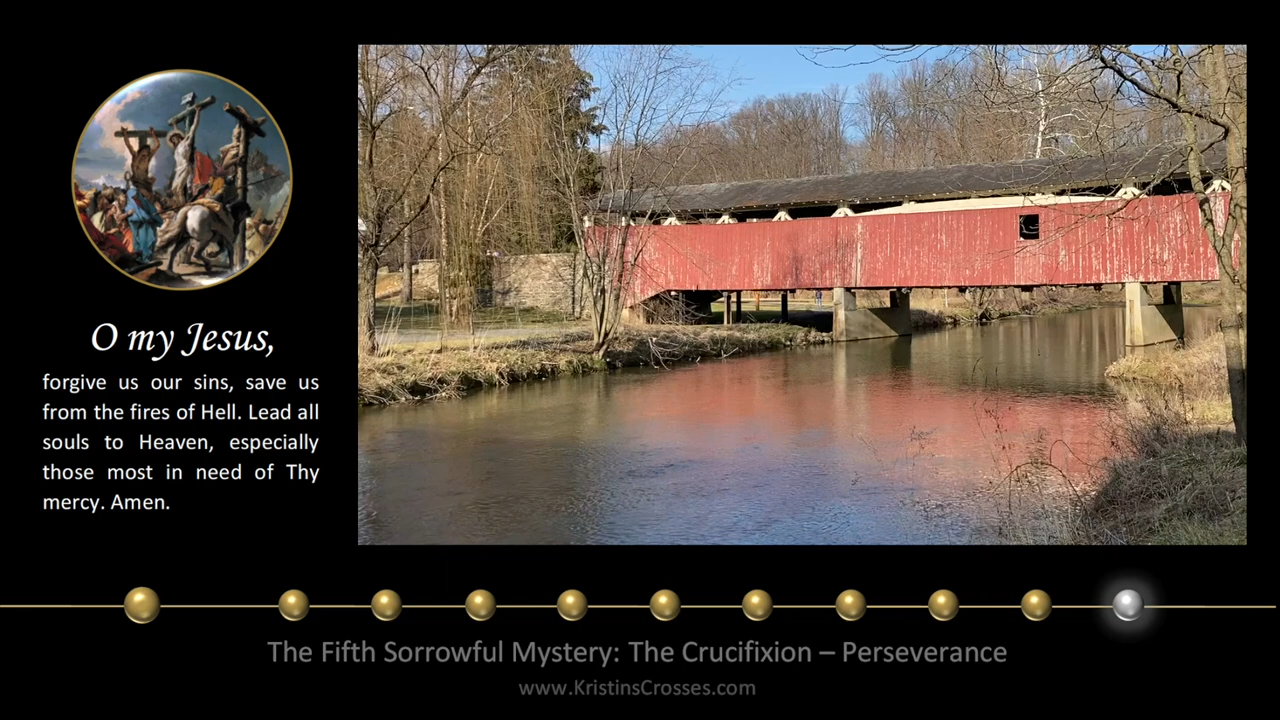 O my Jesus,
forgive us our sins, save us
from the fires of Hell. Lead all
souls to Heaven, especially
those most in need of Thy
mercy. Amen.
The Fifth Sorrowful Mystery: The Crucifixion – Perseverance
www.KristinsCrosses.com